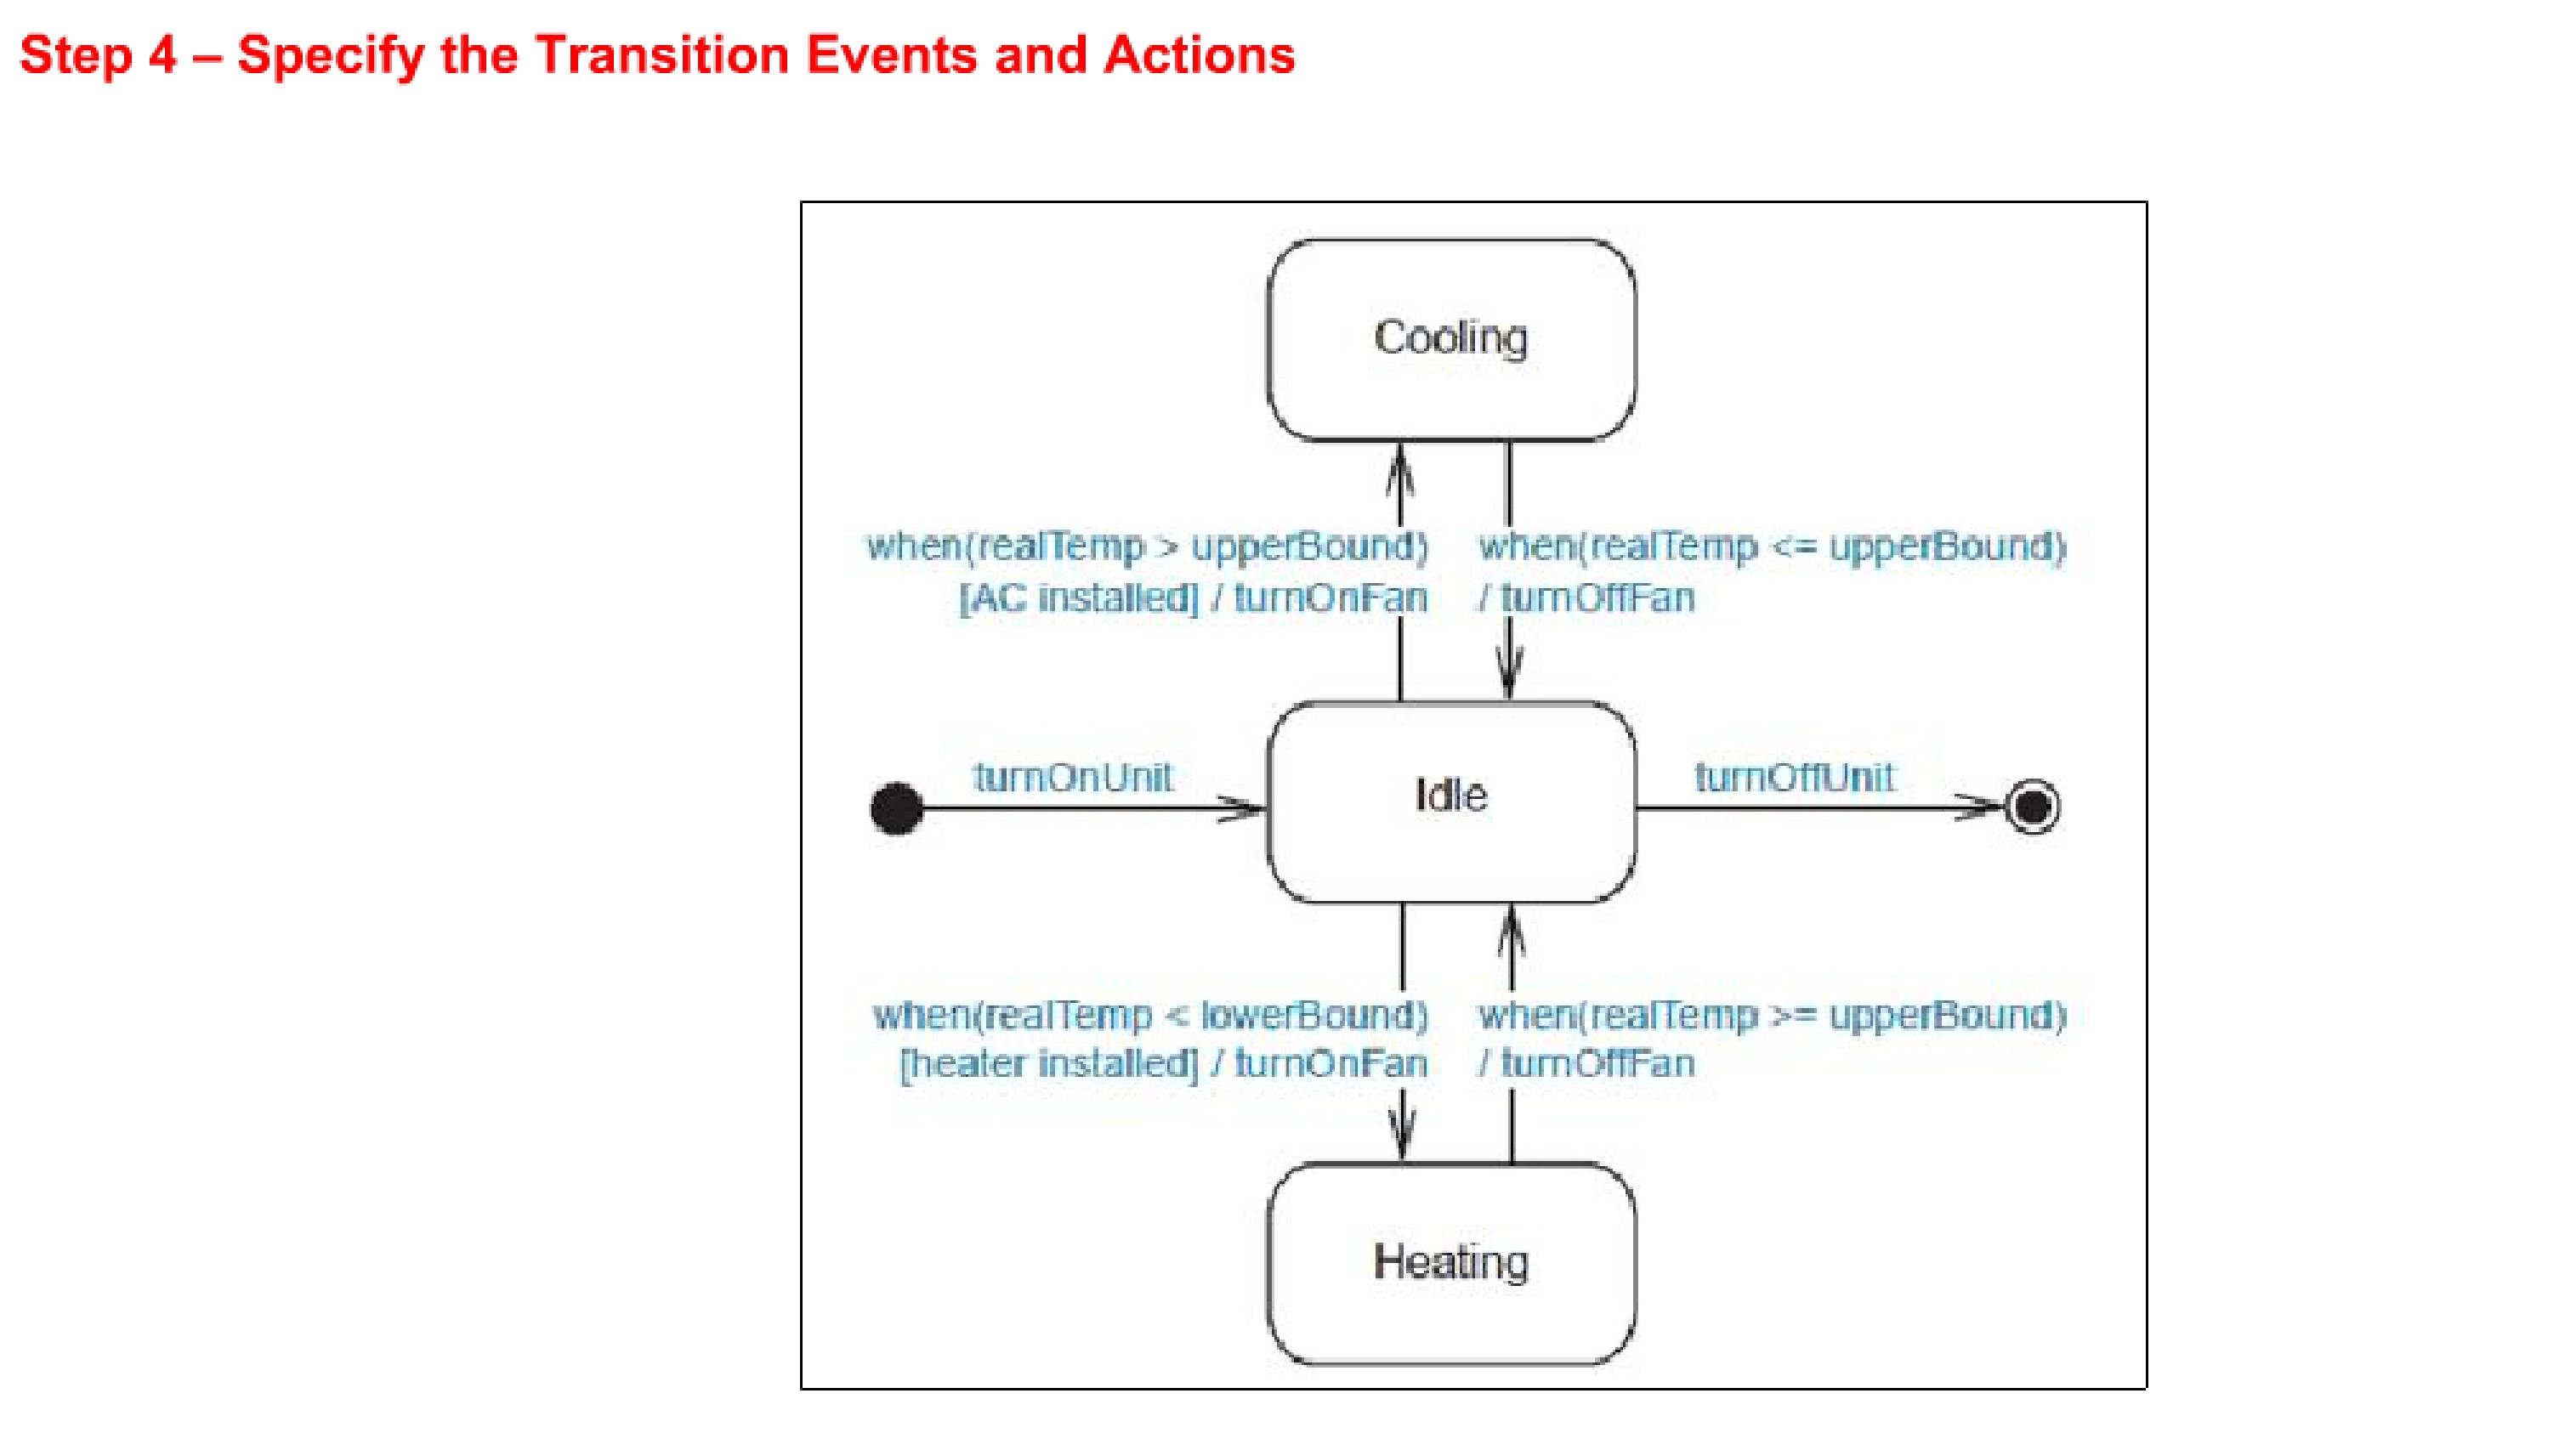 Step 4 – Specify the Transition Events and Actions
Cooling
when(realTemp > upperBound)
[AC installed] / turnOnFan
when(realTemp <= upperBound)
/ turnOffFan
turnOnUnit
Idle
turnOffUnit
when(realTemp < lowerBound)
[heater installed] / turnOnFan
when(realTemp >= upperBound)
/ turnOffFan
Heating